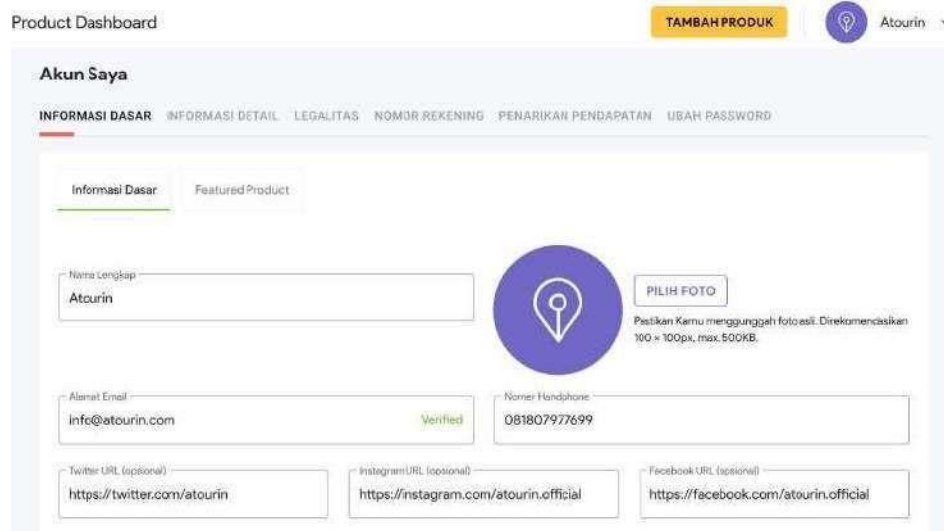 Product Dashboard
TAMBAH PRODUK
Atourin
Akun Saya
INFORMASI DASAR INFORMASI DETAIL LEGALITAS NOMOR REKENING PENARIKAN PENDAPATAN UBAH PASSWORD
Informasi Dasar Featured Product
Nama Lengkap
Atourin
PILIH FOTO
Pastikan Kamu menggunggah foto asli. Direkomendasikan
100 x 100px, max. 500KB.
Alamat Email
info@atourin.com Verified
Nomer Handphone
081807977699
Twitter URL (opsional)
https://twitter.com/atourin
Instagram URL (opsional)
https://instagram.com/atourin.official
Facebook URL (opsional)
https://facebook.com/atourin.official